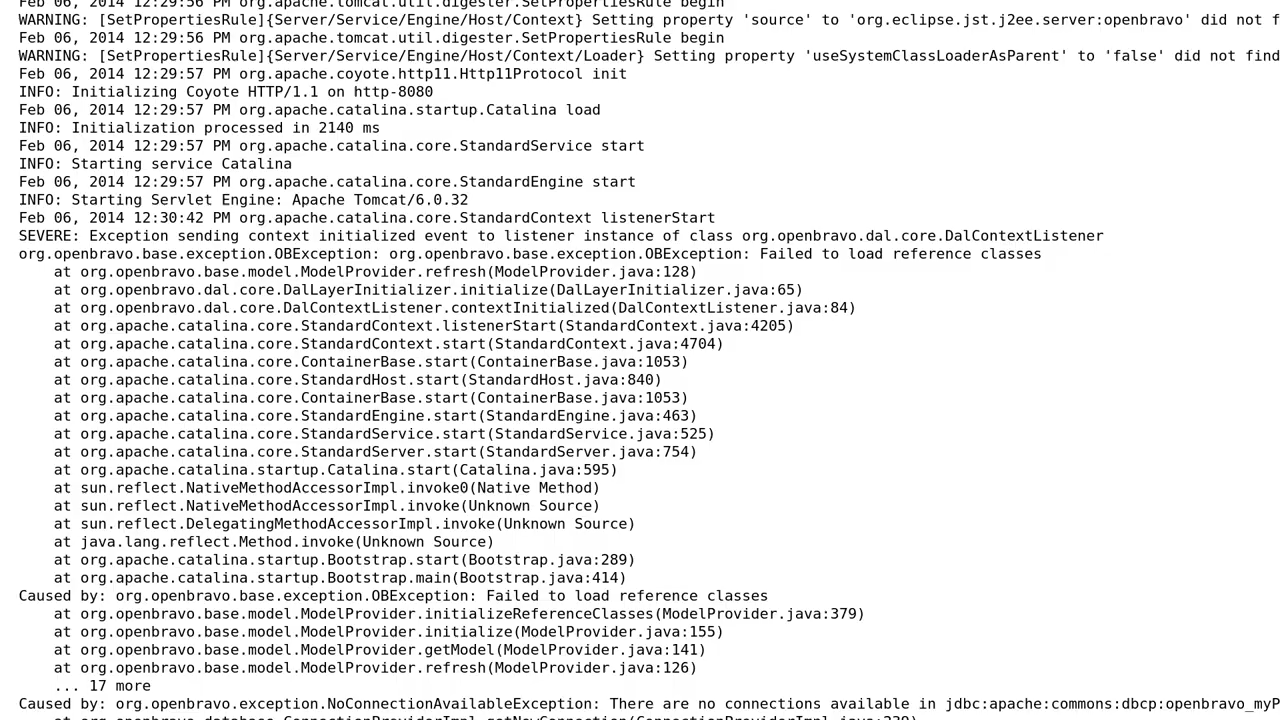 Feb 06, 2014 12:29:56 PM org.apache.tomcat.util.digester.SetPropertiesRule begin
WARNING: [SetPropertiesRule]{Server/Service/Engine/Host/Context} Setting property 'source' to 'org.eclipse.jst.j2ee.server:openbravo' did not f
Feb 06, 2014 12:29:56 PM org.apache.tomcat.util.digester.SetPropertiesRule begin
WARNING: [SetPropertiesRule]{Server/Service/Engine/Host/Context/Loader} Setting property 'useSystemClassLoaderAsParent' to 'false' did not find
Feb 06, 2014 12:29:57 PM org.apache.coyote.http11.Http11Protocol init
INFO: Initializing Coyote HTTP/1.1 on http-8080
Feb 06, 2014 12:29:57 PM org.apache.catalina.startup.Catalina load
INFO: Initialization processed in 2140 ms
Feb 06, 2014 12:29:57 PM org.apache.catalina.core.StandardService start
INFO: Starting service Catalina
Feb 06, 2014 12:29:57 PM org.apache.catalina.core.StandardEngine start
INFO: Starting Servlet Engine: Apache Tomcat/6.0.32
Feb 06, 2014 12:30:42 PM org.apache.catalina.core.StandardContext listenerStart
SEVERE: Exception sending context initialized event to listener instance of class org.openbravo.dal.core.DalContextListener
org.openbravo.base.exception.OBException: org.openbravo.base.exception.OBException: Failed to load reference classes
at org.openbravo.base.model.ModelProvider.refresh(ModelProvider.java:128)
at org.openbravo.dal.core.DalLayerInitializer.initialize(DalLayerInitializer.java:65)
at org.openbravo.dal.core.DalContextListener.contextInitialized(DalContextListener.java:84)
at org.apache.catalina.core.StandardContext.listenerStart(StandardContext.java:4205)
at org.apache.catalina.core.StandardContext.start(StandardContext.java:4704)
at org.apache.catalina.core.ContainerBase.start(ContainerBase.java:1053)
at org.apache.catalina.core.StandardHost.start(StandardHost.java:840)
at org.apache.catalina.core.ContainerBase.start(ContainerBase.java:1053)
at org.apache.catalina.core.StandardEngine.start(StandardEngine.java:463)
at org.apache.catalina.core.StandardService.start(StandardService.java:525)
at org.apache.catalina.core.StandardServer.start(StandardServer.java:754)
at org.apache.catalina.startup.Catalina.start(Catalina.java:595)
at sun.reflect.NativeMethodAccessorImpl.invoke0(Native Method)
at sun.reflect.NativeMethodAccessorImpl.invoke(Unknown Source)
at sun.reflect.DelegatingMethodAccessorImpl.invoke(Unknown Source)
at java.lang.reflect.Method.invoke(Unknown Source)
at org.apache.catalina.startup.Bootstrap.start(Bootstrap.java:289)
at org.apache.catalina.startup.Bootstrap.main(Bootstrap.java:414)
Caused by: org.openbravo.base.exception.OBException: Failed to load reference classes
at org.openbravo.base.model.ModelProvider.initializeReferenceClasses(ModelProvider.java:379)
at org.openbravo.base.model.ModelProvider.initialize(ModelProvider.java:155)
at org.openbravo.base.model.ModelProvider.getModel(ModelProvider.java:141)
at org.openbravo.base.model.ModelProvider.refresh(ModelProvider.java:126)
... 17 more
Caused by: org.openbravo.exception.NoConnectionAvailableException: There are no connections available in jdbc:apache:commons:dbcp:openbravo_myP